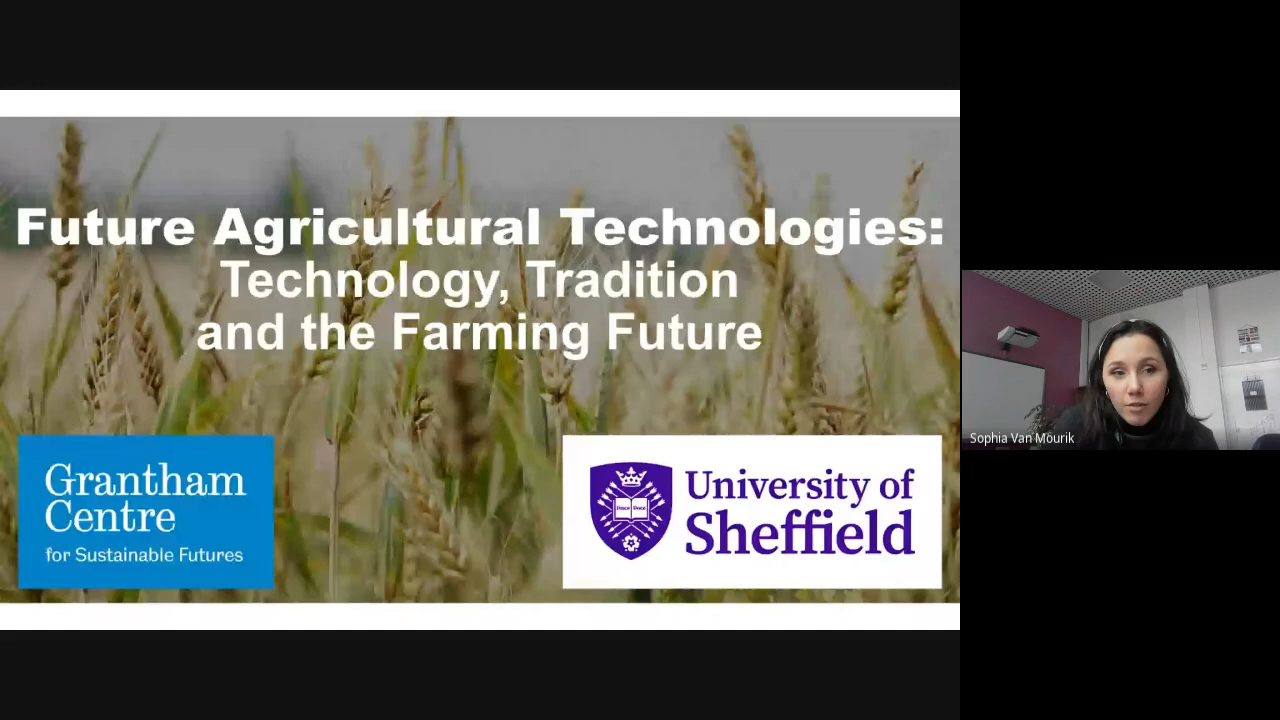 Future Agricultural Technologies:
Technology, Tradition
and the Farming Future
Grantham
Centre
for Sustainable Futures
University of
Sheffield
Sophia Van Mourik